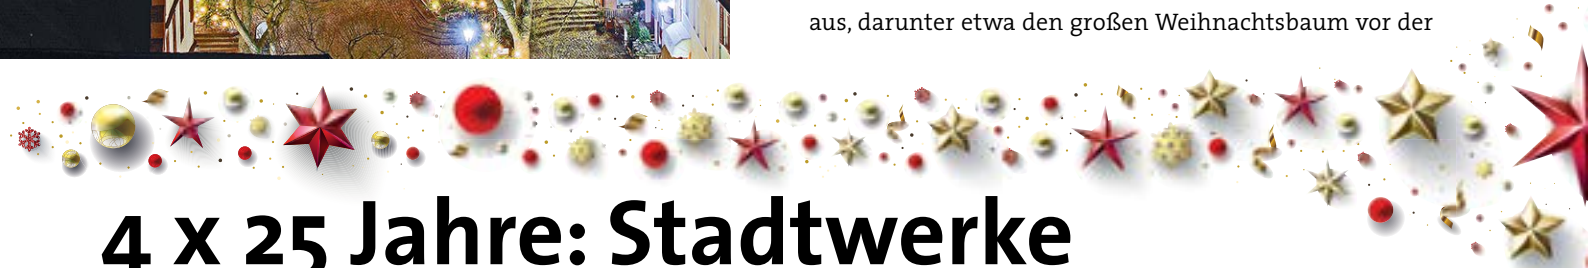 aus, darunter etwa den großen Weihnachtsbaum vor der
4 x 25 Jahre: Stadtwerke